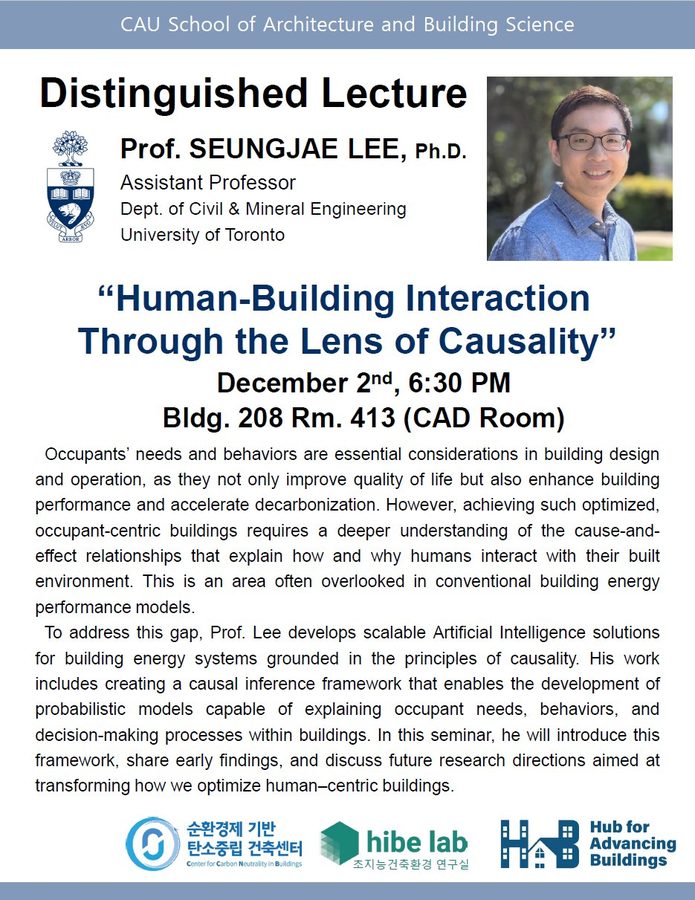 CAU School of Architecture and Building Science
Distinguished Lecture
Prof. SEUNGJAE LEE, Ph.D.
Assistant Professor
Dept. of Civil & Mineral Engineering
University of Toronto
VELUT ARBOR ÆVO
“Human-Building Interaction
Through the Lens of Causality”
December 2nd, 6:30 PM
Bldg. 208 Rm. 413 (CAD Room)
Occupants’ needs and behaviors are essential considerations in building design
and operation, as they not only improve quality of life but also enhance building
performance and accelerate decarbonization. However, achieving such optimized,
occupant-centric buildings requires a deeper understanding of the cause-and-
effect relationships that explain how and why humans interact with their built
environment. This is an area often overlooked in conventional building energy
performance models.
To address this gap, Prof. Lee develops scalable Artificial Intelligence solutions
for building energy systems grounded in the principles of causality. His work
includes creating a causal inference framework that enables the development of
probabilistic models capable of explaining occupant needs, behaviors, and
decision-making processes within buildings. In this seminar, he will introduce this
framework, share early findings, and discuss future research directions aimed at
transforming how we optimize human–centric buildings.
순환경제 기반
탄소중립 건축센터
Center for Carbon Neutrality in Buildings
hibe lab
초지능건축환경 연구실
HAB
Hub for
Advancing
Buildings